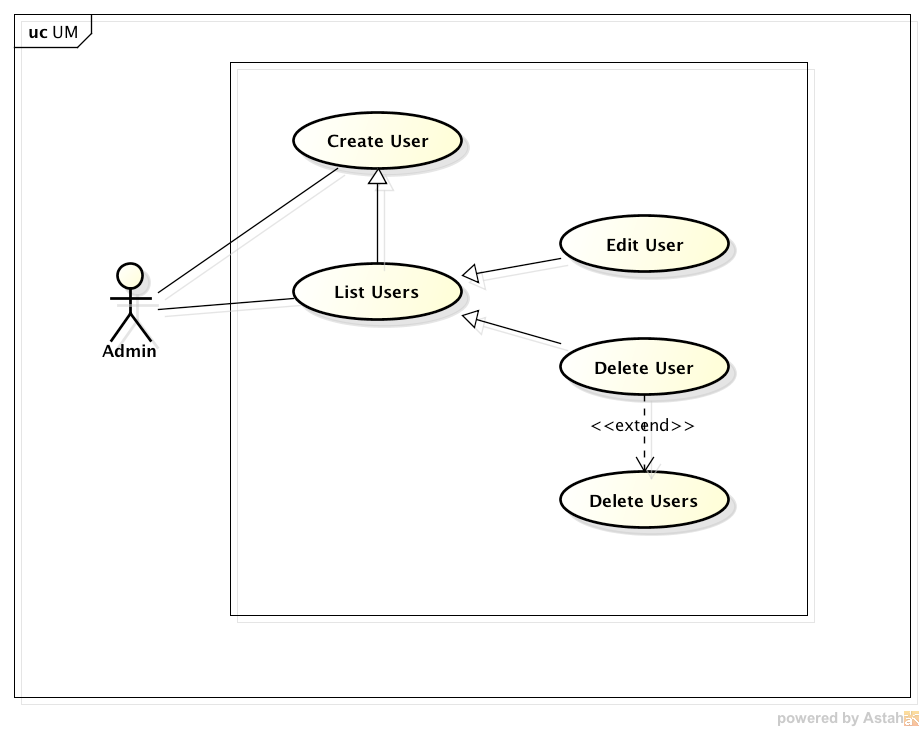 uc UM
Create User
Edit User
List Users
Admin
Delete User
<<extend>>
Delete Users
powered by Astah